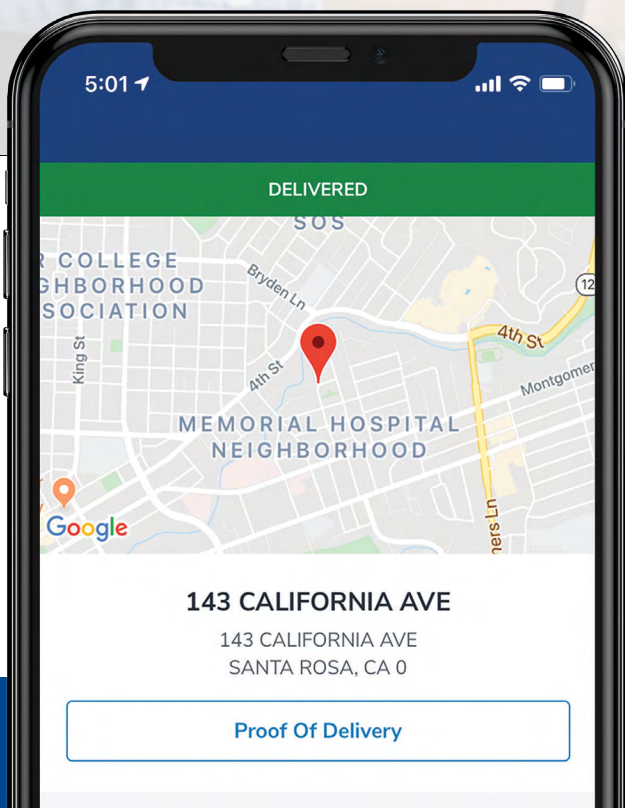 5:01
DELIVERED
SOS
R COLLEGE
GHBORHOOD
SOCIATION
Bryden Ln
12
King St
4th St
4th St
Montgomer
MEMORIAL HOSPITAL
NEIGHBORHOOD
ners Ln
Google
143 CALIFORNIA AVE
143 CALIFORNIA AVE
SANTA ROSA, CA 0
Proof Of Delivery